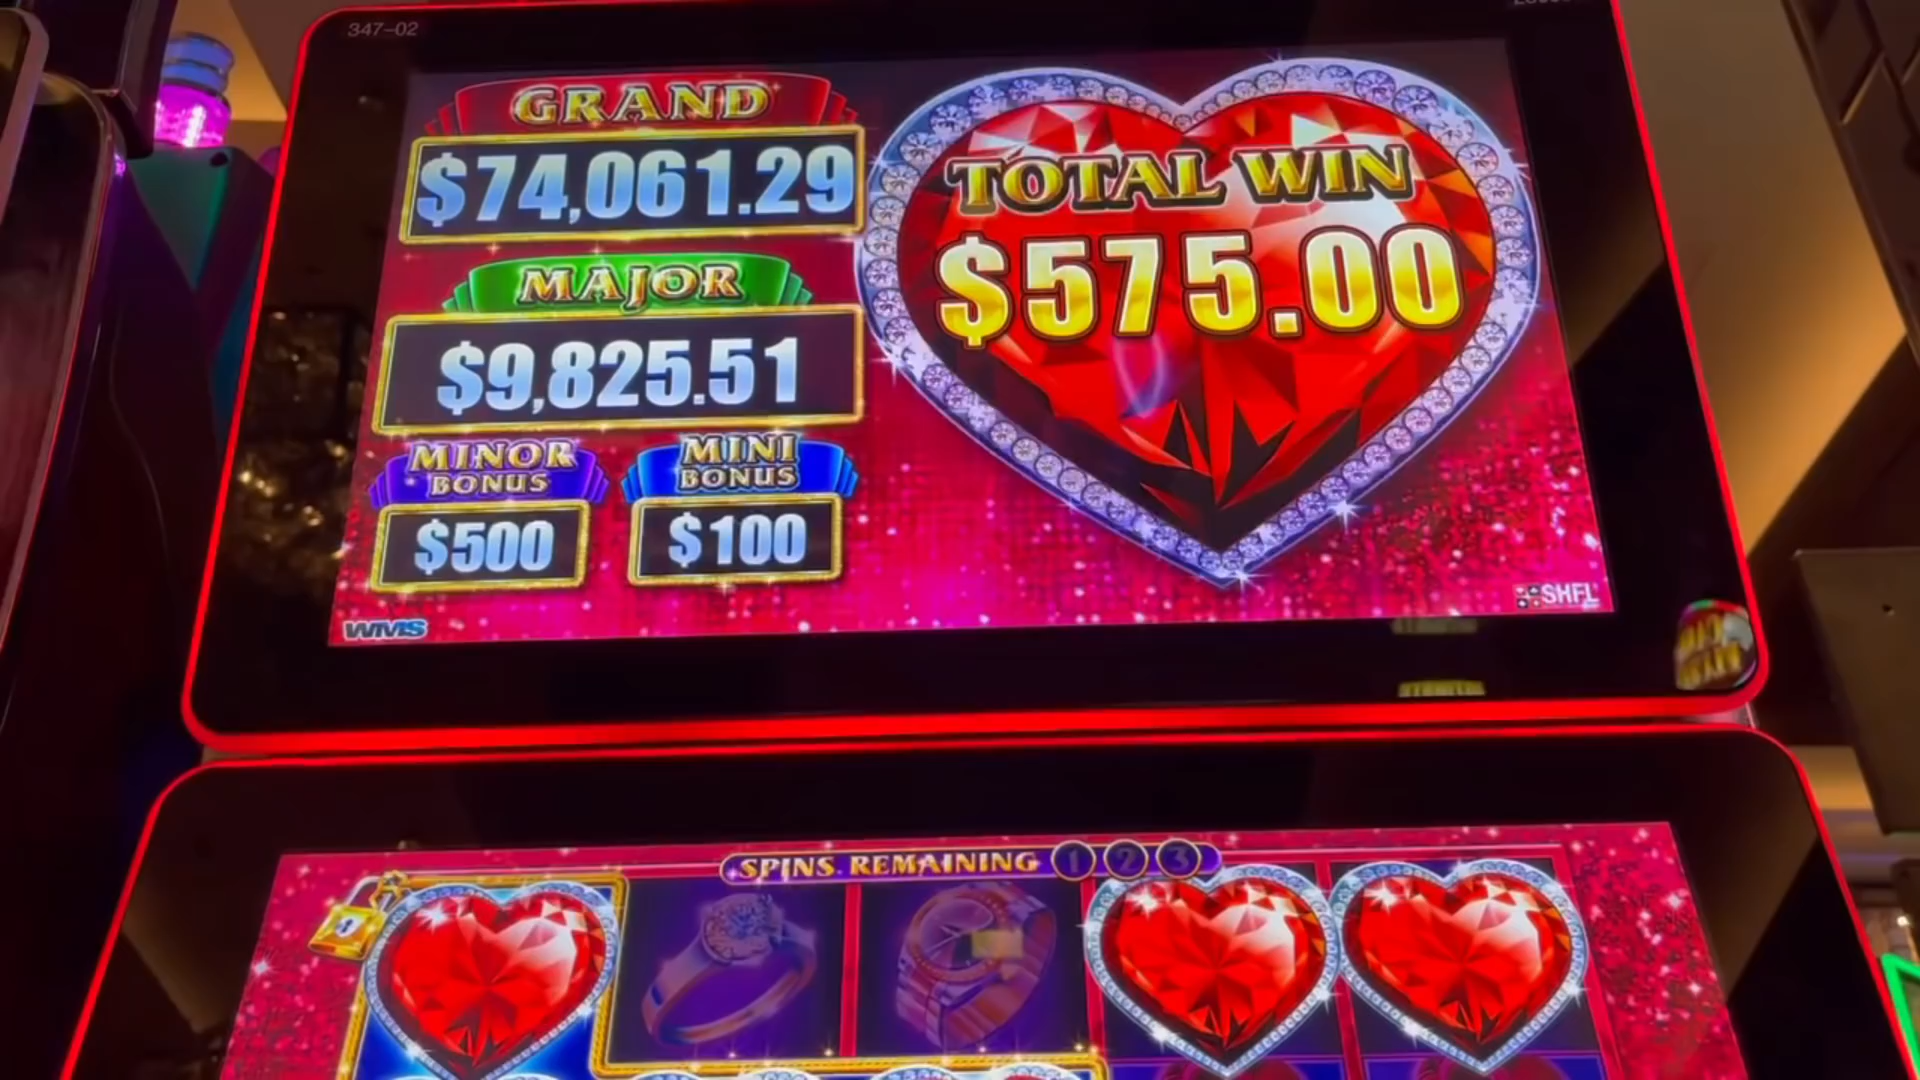 347-02
GRAND
$74,061.29
MAJOR
$9,825.51
MINOR
BONUS
$500
MINI
BONUS
$100
TOTAL WIN
$575.00
WMS
SHFL
SPINS REMAINING 1 2 3